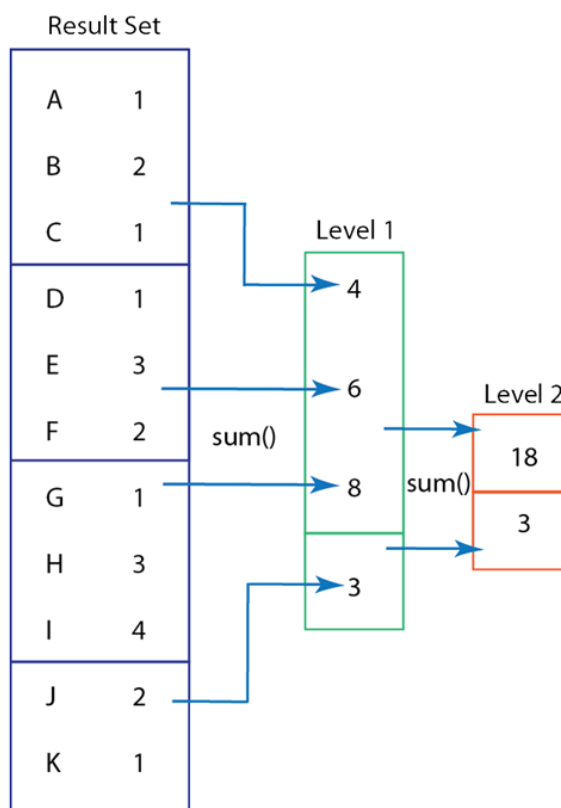 Result Set
A 1
B 2
C 1
D 1
E 3
F 2
G 1
H 3
I 4
J 2
K 1
sum()
Level 1
4
6
8
3
sum()
Level 2
18
3